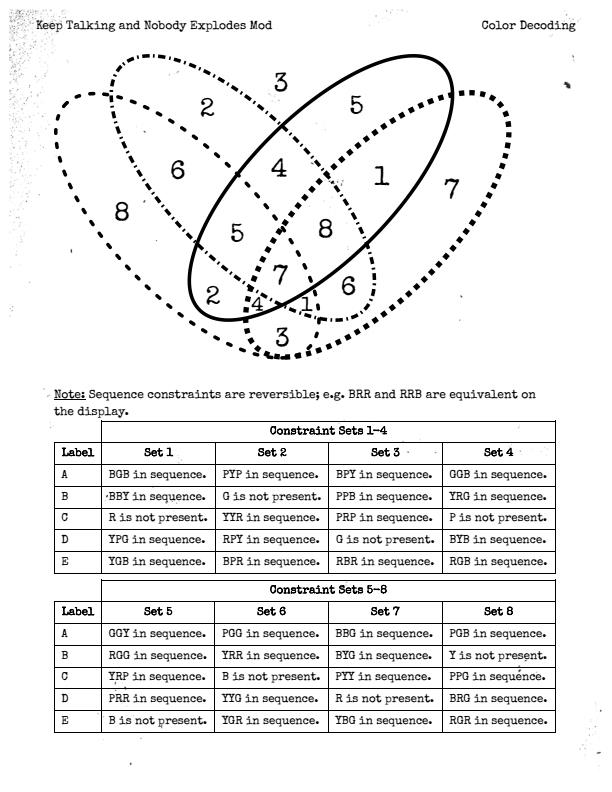 Keep Talking and Nobody Explodes Mod Color Decoding
3
2 5
6 4 1 7
8 5 8
7
2 4 1 6
3
Note: Sequence constraints are reversible; e.g. BRR and RRB are equivalent on
the display.
Constraint Sets 1-4
Label Set 1 Set 2 Set 3 Set 4
A BGB in sequence. PYP in sequence. BPY in sequence. GGB in sequence.
B BBY in sequence. G is not present. PPB in sequence. YRG in sequence.
C R is not present. YYR in sequence. PRP in sequence. P is not present.
D YPG in sequence. RPY in sequence. G is not present. BYB in sequence.
E YGB in sequence. BPR in sequence. RBR in sequence. RGB in sequence.
Constraint Sets 5-8
Label Set 5 Set 6 Set 7 Set 8
A GGY in sequence. PGG in sequence. BBG in sequence. PGB in sequence.
B RGG in sequence. YRR in sequence. BYG in sequence. Y is not present.
C YRP in sequence. B is not present. PYY in sequence. PPG in sequence.
D PRR in sequence. YYG in sequence. R is not present. BRG in sequence.
E B is not present. YGR in sequence. YBG in sequence. RGR in sequence.